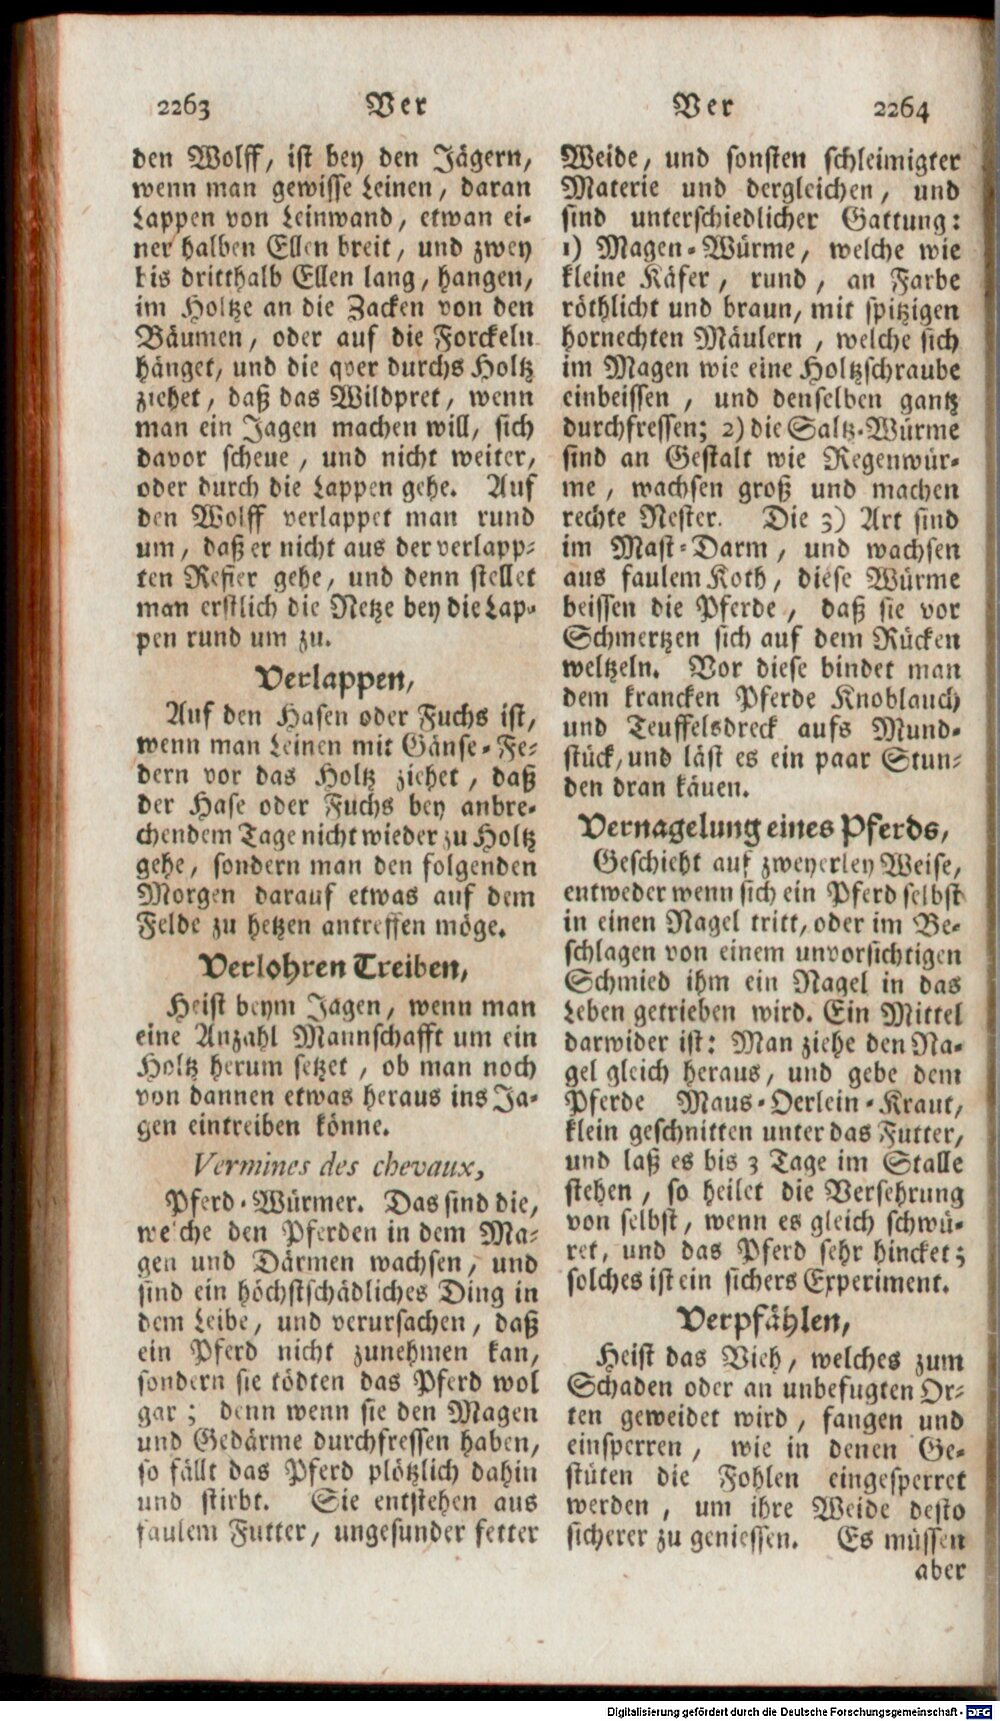 2263 Ver
den Wolff, ist bey den Jägern,
wenn man gewisse Leinen, daran
Lappen von Leinwand, etwan ei-
ner halben Ellen breit, und zwey
bis dritthalb Ellen lang, hangen,
im Holtze an die Zacken von den
Bäumen, oder auf die Forckeln
hänget, und die qver durchs Holtz
ziehet, daß das Wildpret, wenn
man ein Jagen machen will, sich
davor scheue, und nicht weiter,
oder durch die Lappen gehe. Auf
den Wolff verlappet man rund
um, daß er nicht aus der verlapp-
ten Refier gehe, und denn stellet
man erstlich die Netze bey die Lap-
pen rund um zu.
Verlappen,
Auf den Hasen oder Fuchs ist,
wenn man Leinen mit Gänse-Fe-
dern vor das Holtz ziehet, daß
der Hase oder Fuchs bey anbre-
chendem Tage nicht wieder zu Holtz
gehe, sondern man den folgenden
Morgen darauf etwas auf dem
Felde zu hetzen antreffen möge.
Verlohren Treiben,
Heist beym Jagen, wenn man
eine Anzahl Mannschafft um ein
Holtz herum setzet, ob man noch
von dannen etwas heraus ins Ja-
gen eintreiben könne.
Vermines des chevaux,
Pferd-Würmer. Das sind die,
welche den Pferden in dem Ma-
gen und Därmen wachsen, und
sind ein höchstschädliches Ding in
dem Leibe, und verursachen, daß
ein Pferd nicht zunehmen kan,
sondern sie tödten das Pferd wol
gar; denn wenn sie den Magen
und Gedärme durchfressen haben,
so fällt das Pferd plötzlich dahin
und stirbt. Sie entstehen aus
faulem Futter, ungesunder fetter
Ver 2264
Weide, und sonsten schleimigter
Materie und dergleichen, und
sind unterschiedlicher Gattung:
1) Magen-Würme, welche wie
kleine Käfer, rund, an Farbe
röthlicht und braun, mit spitzigen
hornechten Mäulern, welche sich
im Magen wie eine Holtzschraube
einbeissen, und denselben gantz
durchfressen; 2) die Saltz-Würme
sind an Gestalt wie Regenwür-
me, wachsen groß und machen
rechte Nester. Die 3) Art sind
im Mast-Darm, und wachsen
aus faulem Koth, diese Würme
beissen die Pferde, daß sie vor
Schmertzen sich auf dem Rücken
weltzeln. Vor diese bindet man
dem krancken Pferde Knoblauch
und Teuffelsdreck aufs Mund-
stück, und läst es ein paar Stun-
den dran käuen.
Vernagelung eines Pferds,
Geschieht auf zweyerley Weise,
entweder wenn sich ein Pferd selbst
in einen Nagel tritt, oder im Be-
schlagen von einem unvorsichtigen
Schmied ihm ein Nagel in das
Leben getrieben wird. Ein Mittel
darwider ist: Man ziehe den Na-
gel gleich heraus, und gebe dem
Pferde Maus-Oerlein-Kraut,
klein geschnitten unter das Futter,
und laß es bis 3 Tage im Stalle
stehen, so heilet die Versehrung
von selbst, wenn es gleich schwü-
ret, und das Pferd sehr hincket;
solches ist ein sichers Experiment.
Verpfählen,
Heist das Vieh, welches zum
Schaden oder an unbefugten Or-
ten geweidet wird, fangen und
einsperren, wie in denen Ge-
stüten die Fohlen eingesperret
werden, um ihre Weide desto
sicherer zu geniessen. Es müssen
aber
Digitalisierung gefördert durch die Deutsche Forschungsgemeinschaft - DFG